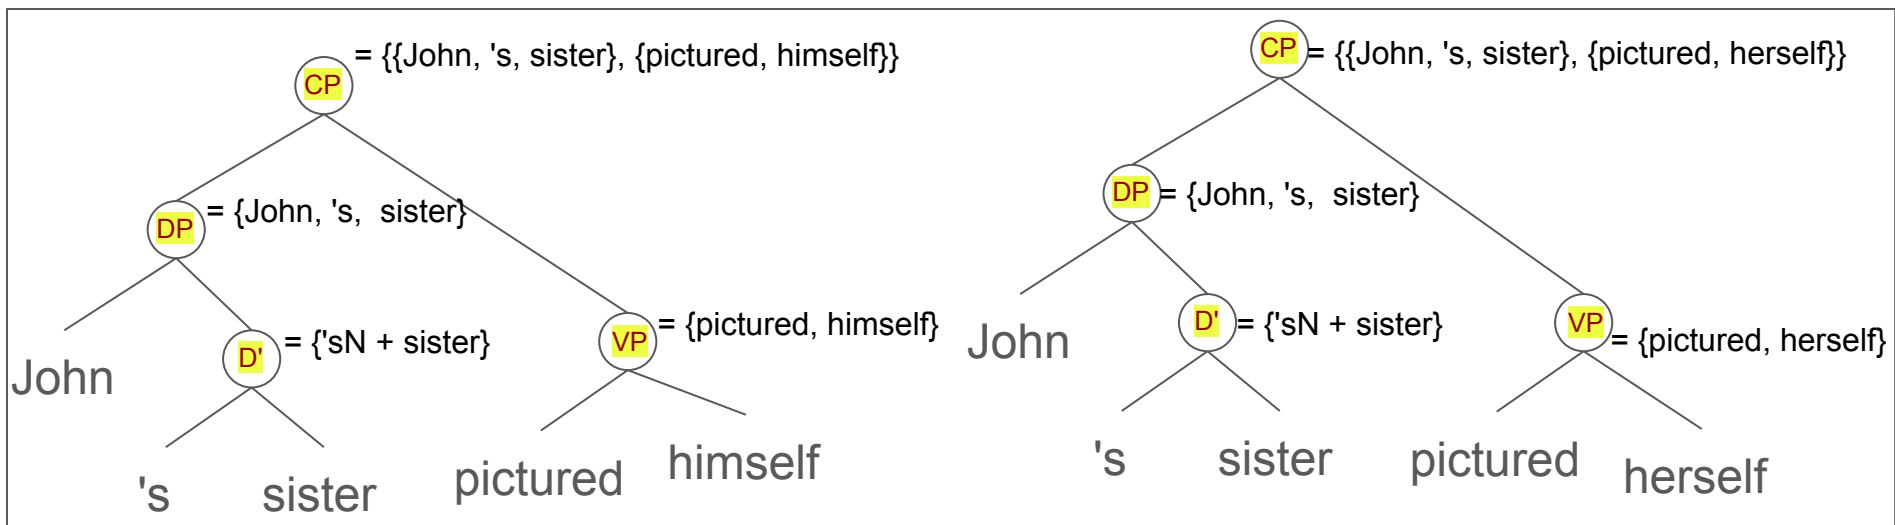 CP = {{John, 's, sister}, {pictured, himself}}
DP = {John, 's,  sister}
D' = {'sN + sister}
VP = {pictured, himself}
John
's
sister
pictured
himself
CP = {{John, 's, sister}, {pictured, herself}}
DP = {John, 's,  sister}
D' = {'sN + sister}
VP = {pictured, herself}
John
's
sister
pictured
herself